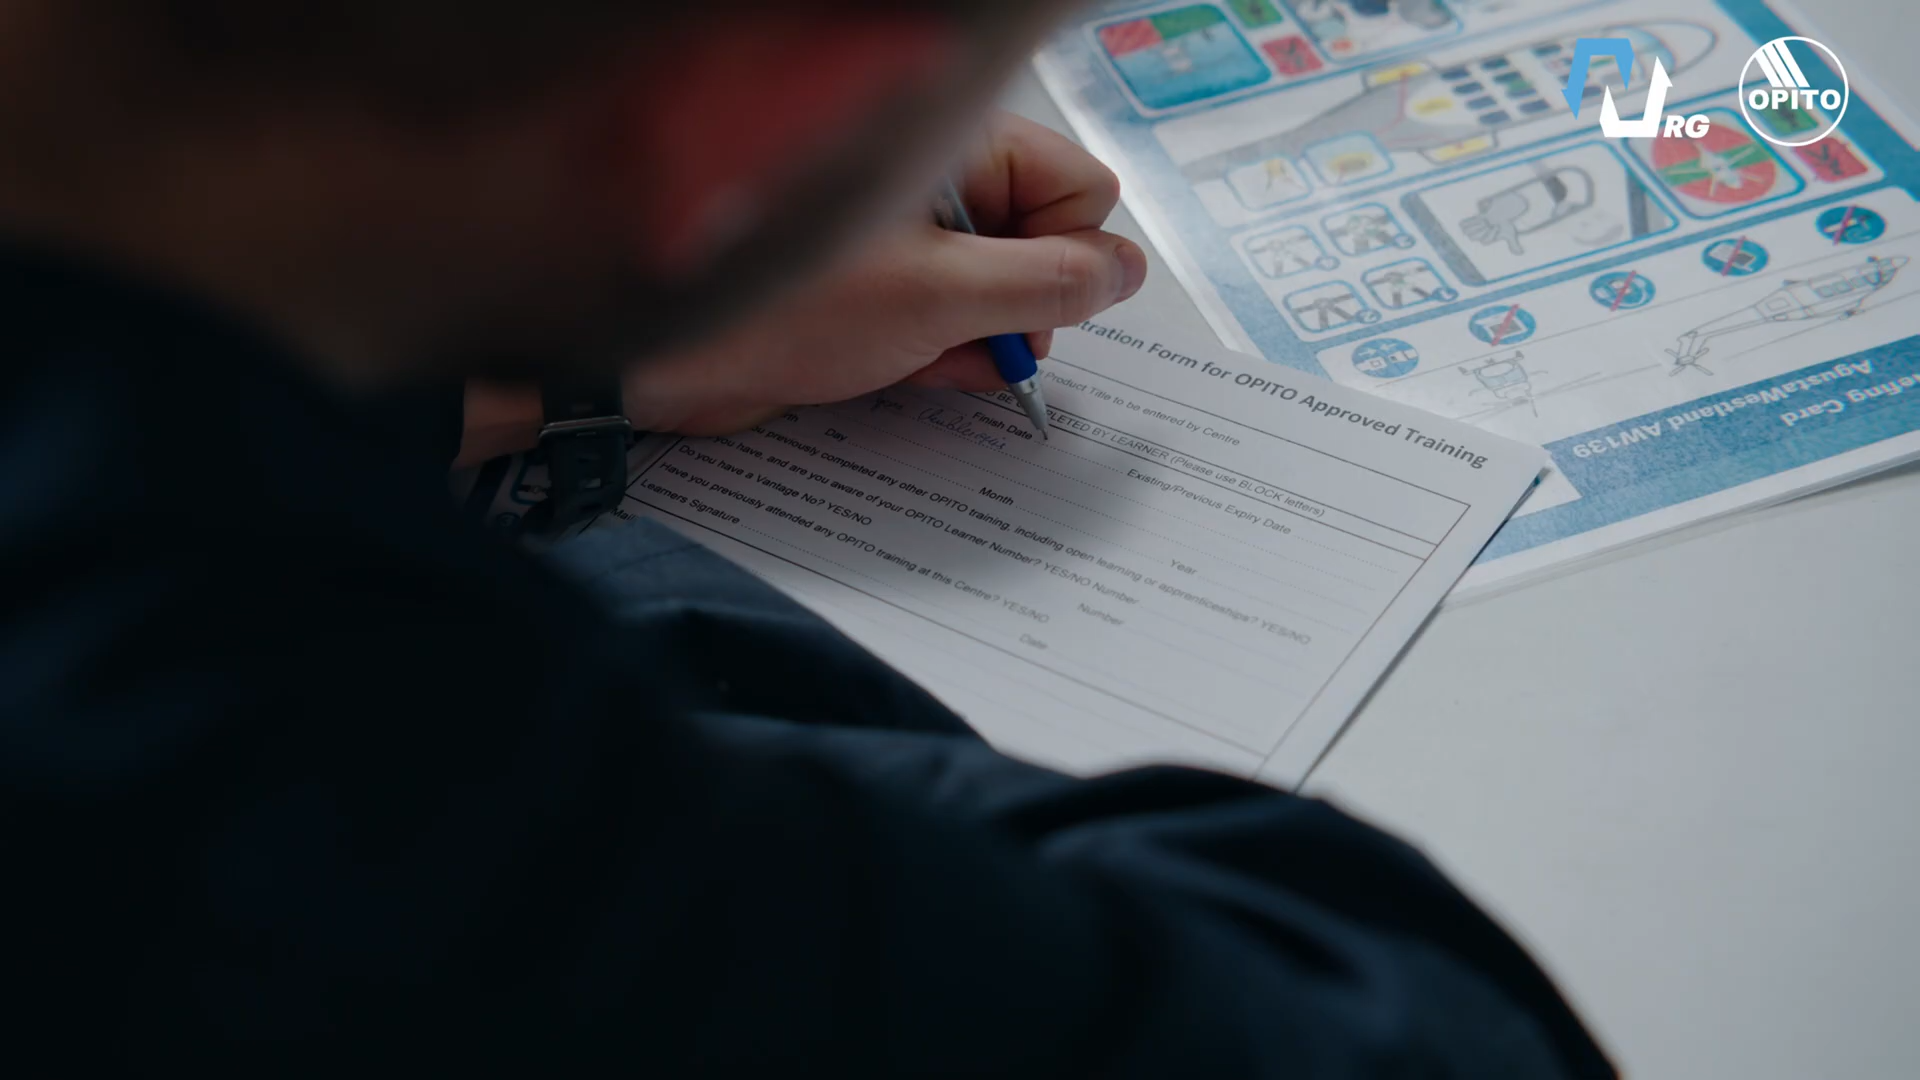 RG
OPITO
tration Form for OPITO Approved Training
Product Title to be entered by Centre
PLETED BY LEARNER (Please use BLOCK letters)
Finish Date
Existing/Previous Expiry Date
Day
Month
Year
previously completed any other OPITO training, including open learning or apprenticeships? YES/NO
you have, and are you aware of your OPITO Learner Number? YES/NO Number
Do you have a Vantage No? YES/NO
Number
Have you previously attended any OPITO training at this Centre? YES/NO
Learners Signature
Date
efing Card
AgustaWestland AW139